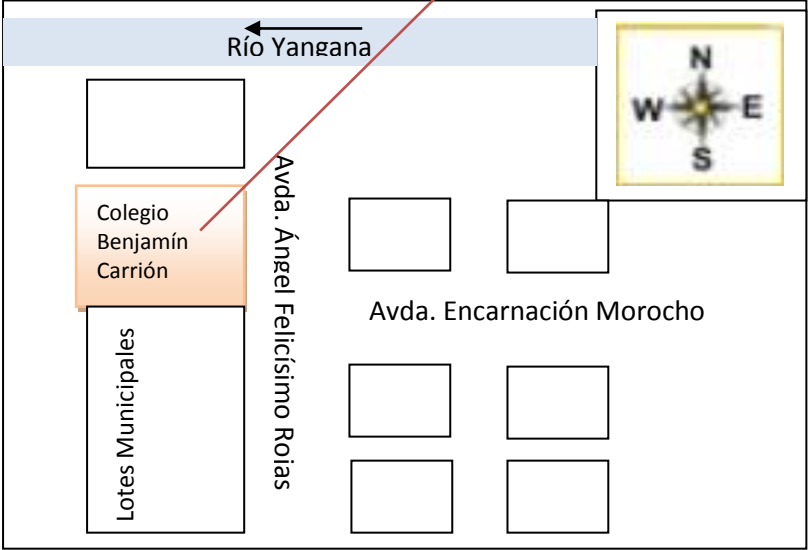 Río Yangana
N
W E
S
Colegio
Benjamín
Carrión
Avda. Ángel Felicísimo Rojas
Avda. Encarnación Morocho
Lotes Municipales